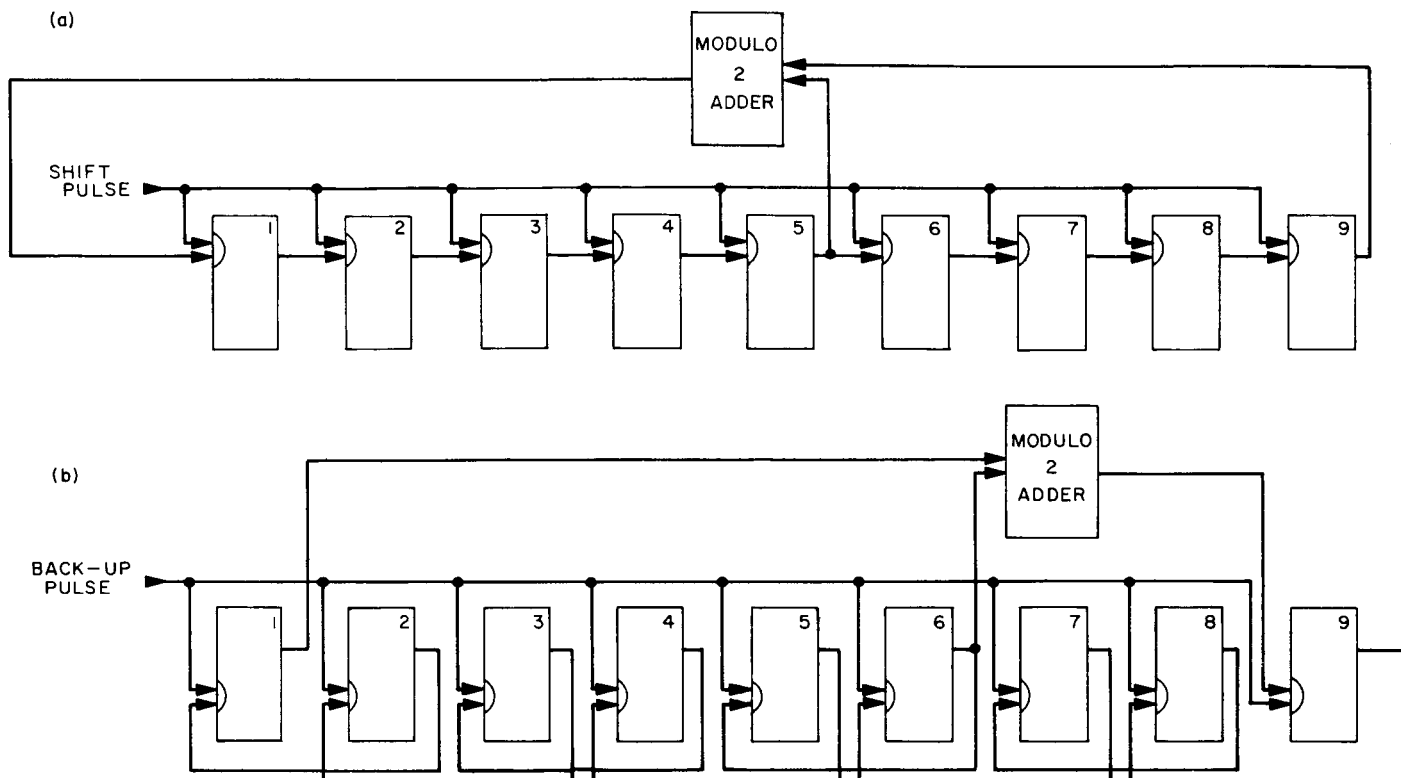 (a)
MODULO
2
ADDER
SHIFT
PULSE
1 2 3 4 5 6 7 8 9
(b)
MODULO
2
ADDER
BACK-UP
PULSE
1 2 3 4 5 6 7 8 9